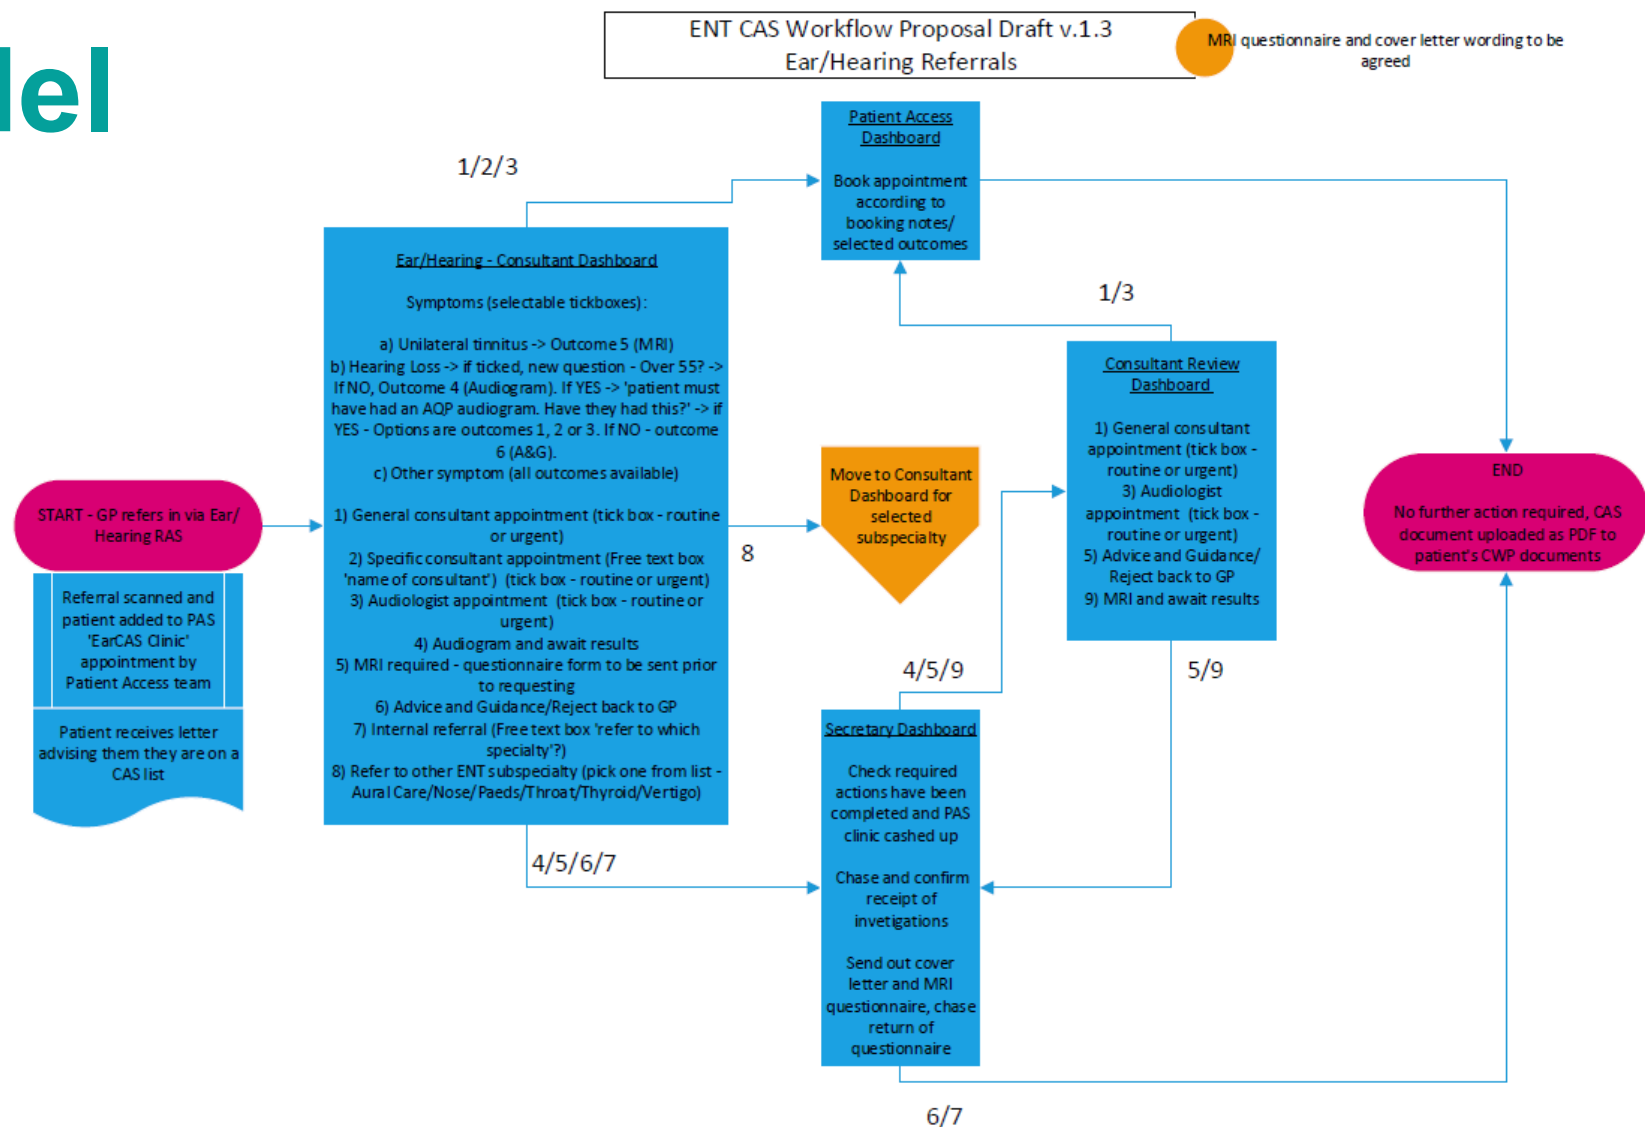 del
ENT CAS Workflow Proposal Draft v.1.3
Ear/Hearing Referrals
MRI questionnaire and cover letter wording to be
agreed
1/2/3
Patient Access
Dashboard
Book appointment
according to
booking notes/
selected outcomes
Ear/Hearing - Consultant Dashboard
Symptoms (selectable tickboxes):
a) Unilateral tinnitus -> Outcome 5 (MRI)
b) Hearing Loss -> if ticked, new question - Over 55? ->
If NO, Outcome 4 (Audiogram). If YES -> 'patient must
have had an AQP audiogram. Have they had this?' -> if
YES - Options are outcomes 1, 2 or 3. If NO - outcome
6 (A&G).
c) Other symptom (all outcomes available)
1) General consultant appointment (tick box - routine
or urgent)
2) Specific consultant appointment (Free text box
'name of consultant') (tick box - routine or urgent)
3) Audiologist appointment (tick box - routine or
urgent)
4) Audiogram and await results
5) MRI required - questionnaire form to be sent prior
to requesting
6) Advice and Guidance/Reject back to GP
7) Internal referral (Free text box 'refer to which
specialty'?)
8) Refer to other ENT subspecialty (pick one from list -
Aural Care/Nose/Paeds/Throat/Thyroid/Vertigo)
START - GP refers in via Ear/
Hearing RAS
Referral scanned and
patient added to PAS
'EarCAS Clinic'
appointment by
Patient Access team
Patient receives letter
advising them they are on a
CAS list
8
Move to Consultant
Dashboard for
selected
subspecialty
1/3
Consultant Review
Dashboard
1) General consultant
appointment (tick box -
routine or urgent)
3) Audiologist
appointment (tick box -
routine or urgent)
5) Advice and Guidance/
Reject back to GP
9) MRI and await results
END
No further action required, CAS
document uploaded as PDF to
patient's CWP documents
4/5/9
5/9
4/5/6/7
Secretary Dashboard
Check required
actions have been
completed and PAS
clinic cashed up
Chase and confirm
receipt of
invetigations
Send out cover
letter and MRI
questionnaire, chase
return of
questionnaire
6/7